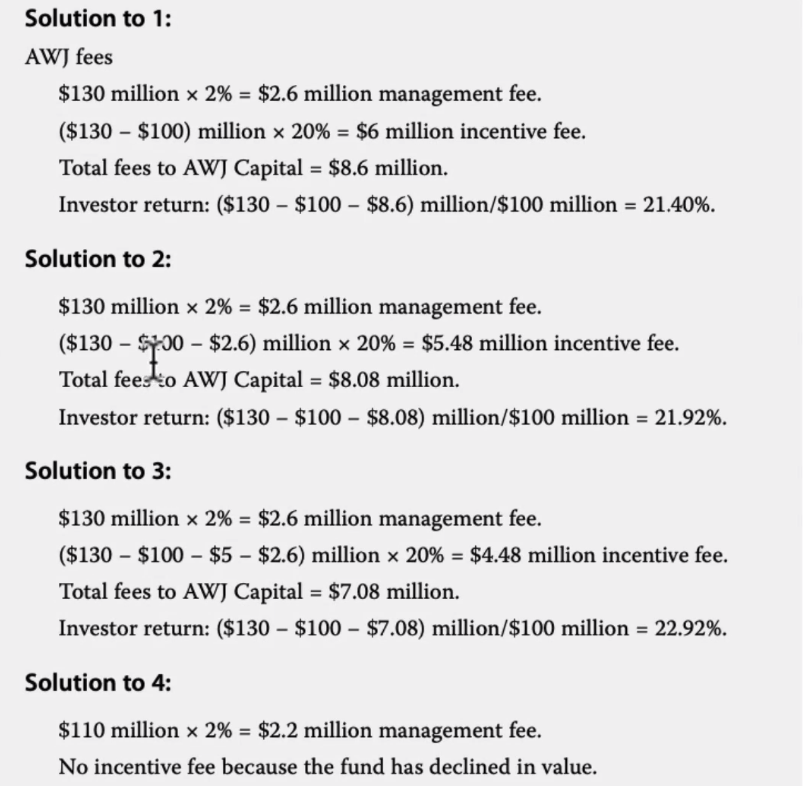 Solution to 1:
AWJ fees
$130 million × 2% = $2.6 million management fee.
($130 – $100) million × 20% = $6 million incentive fee.
Total fees to AWJ Capital = $8.6 million.
Investor return: ($130 – $100 – $8.6) million/$100 million = 21.40%.
Solution to 2:
$130 million × 2% = $2.6 million management fee.
($130 – $100 – $2.6) million × 20% = $5.48 million incentive fee.
Total fees to AWJ Capital = $8.08 million.
Investor return: ($130 – $100 – $8.08) million/$100 million = 21.92%.
Solution to 3:
$130 million × 2% = $2.6 million management fee.
($130 – $100 – $5 – $2.6) million × 20% = $4.48 million incentive fee.
Total fees to AWJ Capital = $7.08 million.
Investor return: ($130 – $100 – $7.08) million/$100 million = 22.92%.
Solution to 4:
$110 million × 2% = $2.2 million management fee.
No incentive fee because the fund has declined in value.